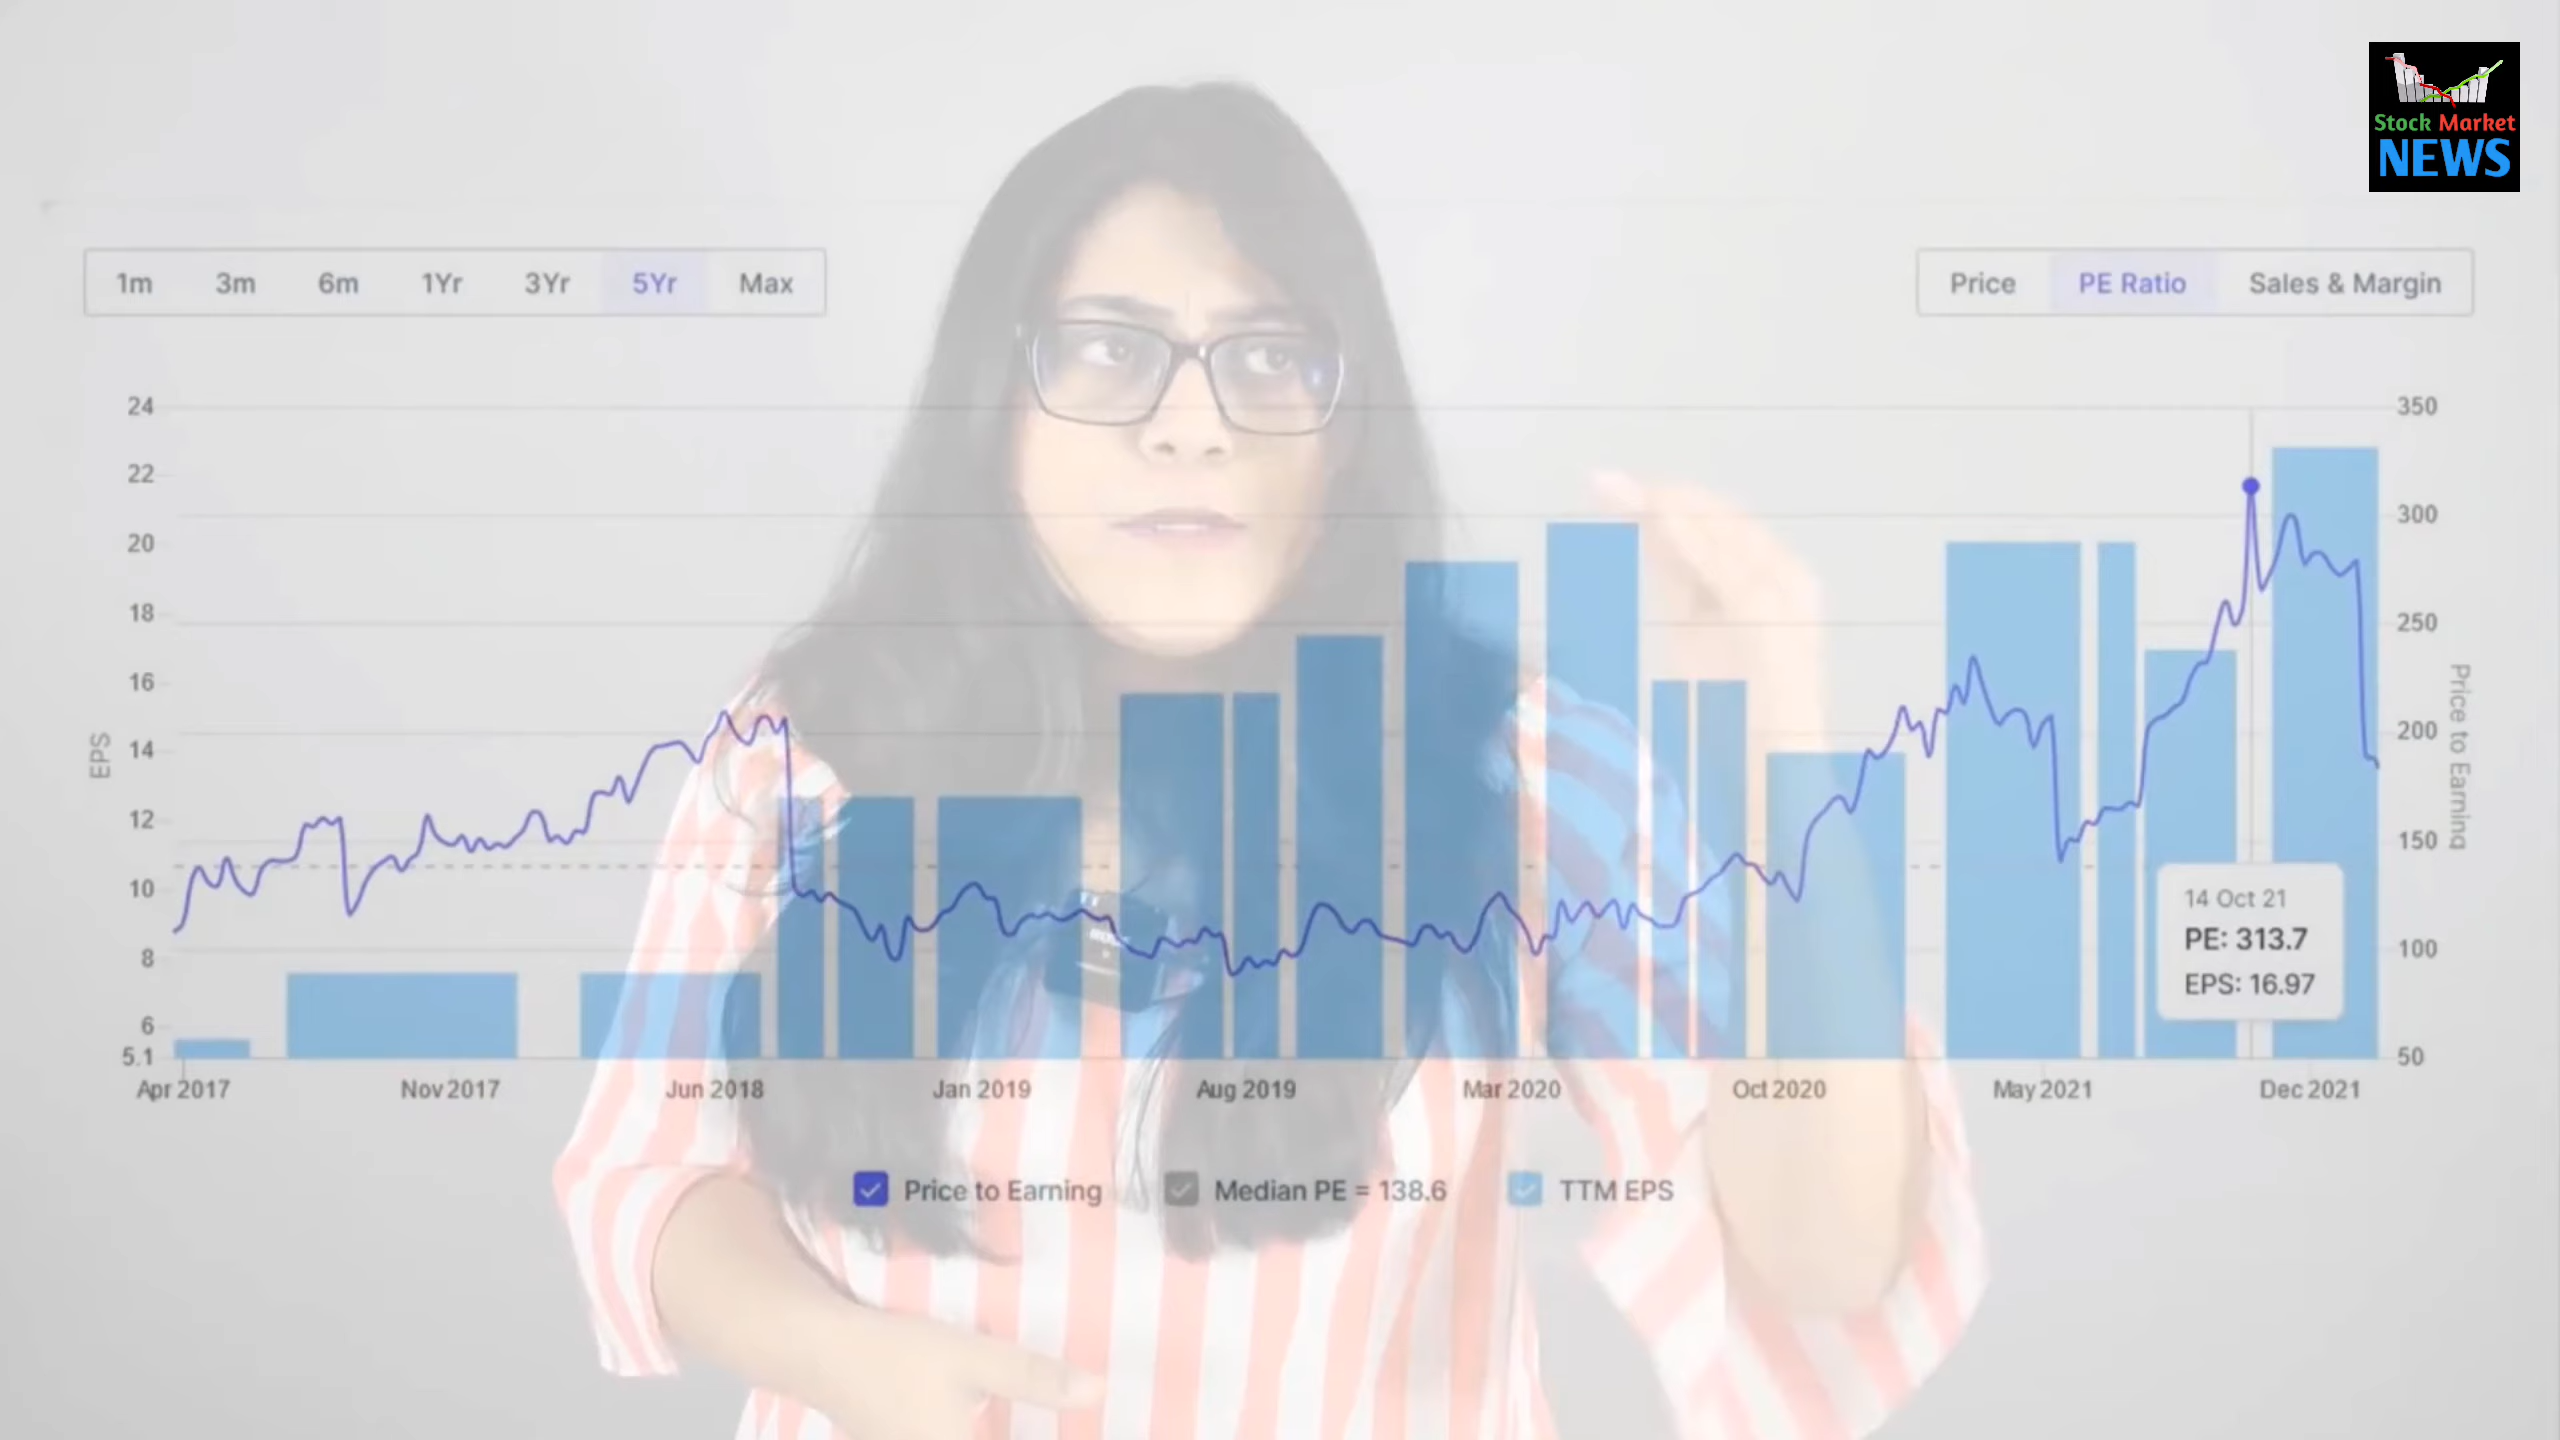 Stock Market
NEWS
1m 3m 6m 1Yr 3Yr 5Yr Max
Price PE Ratio Sales & Margin
24
22
20
18
16
14
12
10
8
6
5.1
EPS
350
300
250
200
150
100
50
Price to Earning
14 Oct 21
PE: 313.7
EPS: 16.97
Apr 2017 Nov 2017 Jun 2018 Jan 2019 Aug 2019 Mar 2020 Oct 2020 May 2021 Dec 2021
Price to Earning Median PE = 138.6 TTM EPS